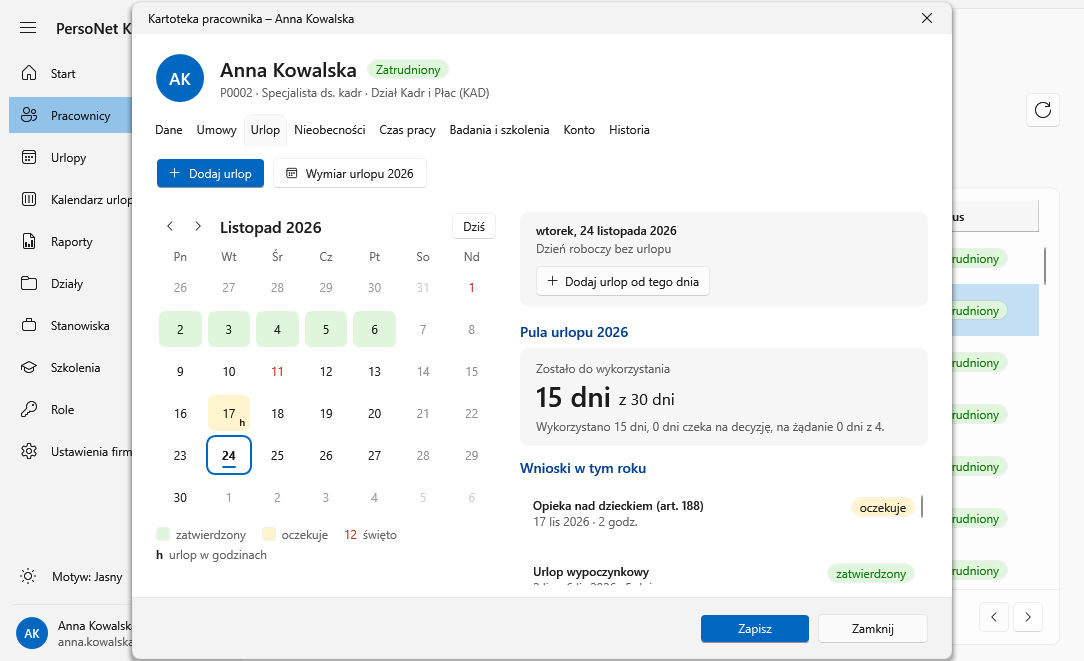 Kartoteka pracownika – Anna Kowalska
PersoNet K
Start
Pracownicy
Urlopy
Kalendarz urlop
Raporty
Działy
Stanowiska
Szkolenia
Role
Ustawienia firm
Motyw: Jasny
AK
Anna Kowalsk
anna.kowalska
AK
Anna Kowalska
Zatrudniony
P0002 · Specjalista ds. kadr · Dział Kadr i Płac (KAD)
Dane Umowy Urlop Nieobecności Czas pracy Badania i szkolenia Konto Historia
Dodaj urlop
Wymiar urlopu 2026
Listopad 2026
Dziś
Pn Wt Śr Cz Pt So Nd
26 27 28 29 30 31 1
2 3 4 5 6 7 8
9 10 11 12 13 14 15
16 17 h 18 19 20 21 22
23 24 25 26 27 28 29
30 1 2 3 4 5 6
zatwierdzony oczekuje 12 święto
h urlop w godzinach
wtorek, 24 listopada 2026
Dzień roboczy bez urlopu
Dodaj urlop od tego dnia
Pula urlopu 2026
Zostało do wykorzystania
15 dni z 30 dni
Wykorzystano 15 dni, 0 dni czeka na decyzję, na żądanie 0 dni z 4.
Wnioski w tym roku
Opieka nad dzieckiem (art. 188)
17 lis 2026 · 2 godz.
oczekuje
Urlop wypoczynkowy
zatwierdzony
Zapisz
Zamknij
us
rudniony
rudniony
rudniony
rudniony
rudniony
rudniony
rudniony